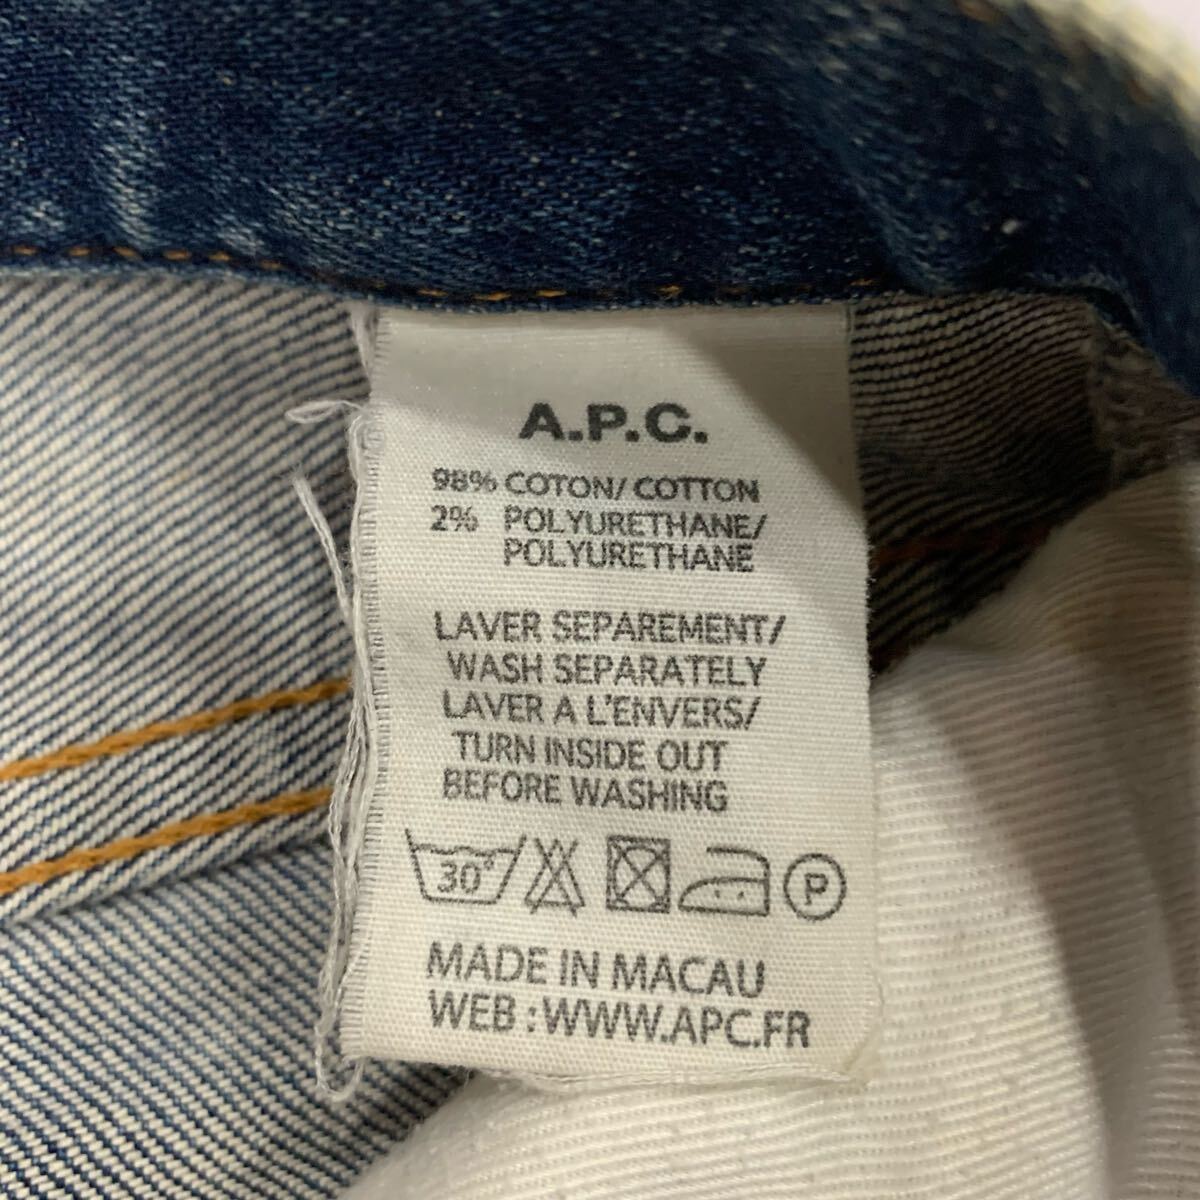 A.P.C.
98% COTON/ COTTON
2% POLYURETHANE/
POLYURETHANE
LAVER SEPAREMENT/
WASH SEPARATELY
LAVER A L'ENVERS/
TURN INSIDE OUT
BEFORE WASHING
30° P
MADE IN MACAU
WEB : WWW.APC.FR